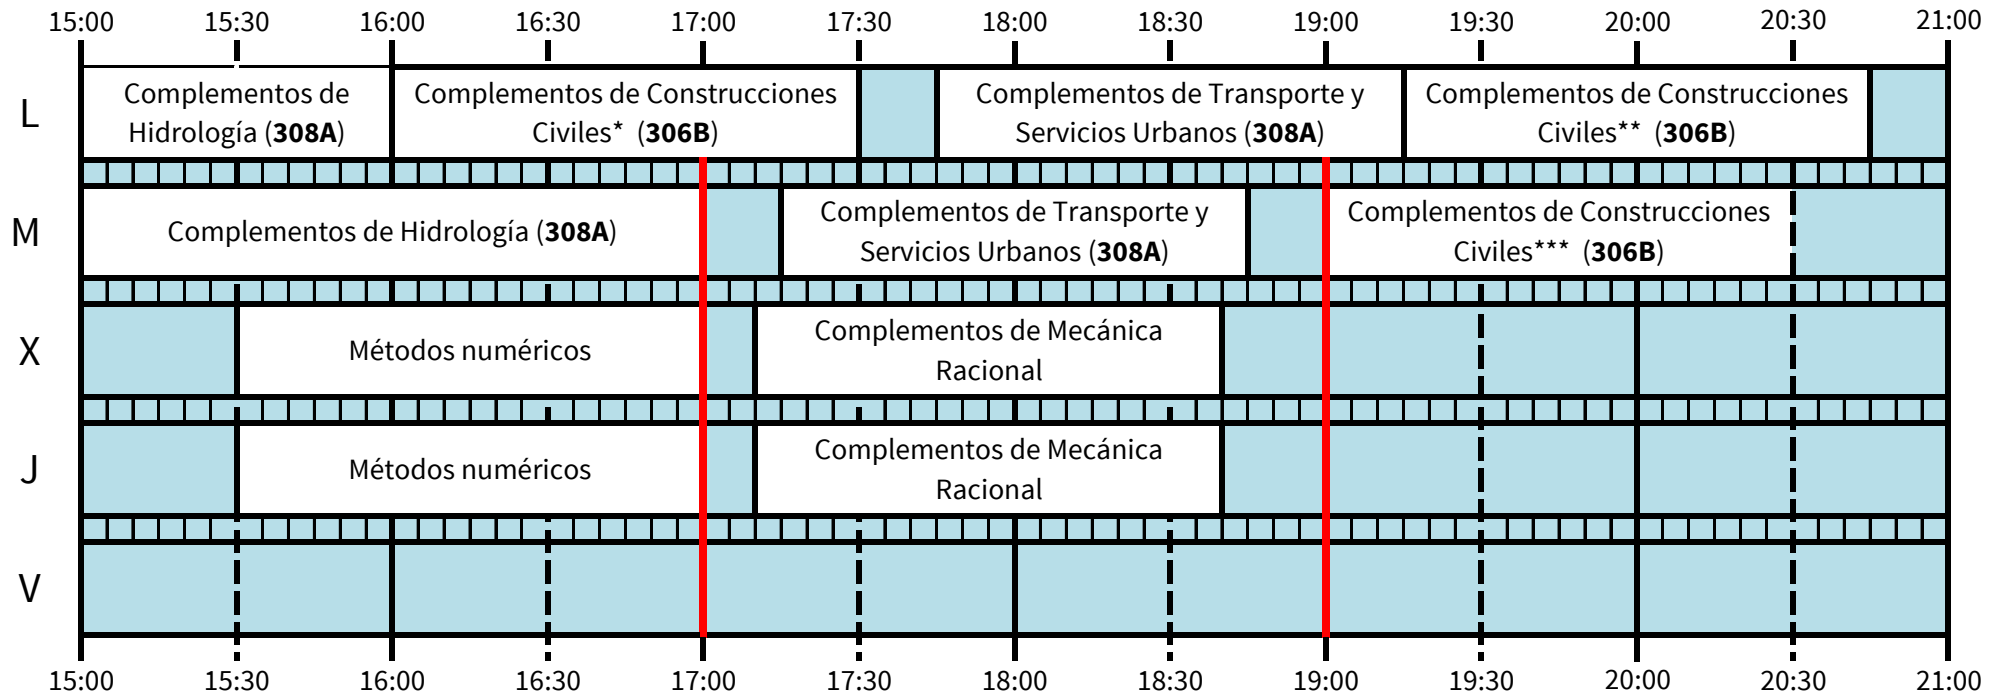 15:00 15:30 16:00 16:30 17:00 17:30 18:00 18:30 19:00 19:30 20:00 20:30 21:00
L
Complementos de
Hidrología (308A)
Complementos de Construcciones
Civiles* (306B)
Complementos de Transporte y
Servicios Urbanos (308A)
Complementos de Construcciones
Civiles** (306B)
M
Complementos de Hidrología (308A)
Complementos de Transporte y
Servicios Urbanos (308A)
Complementos de Construcciones
Civiles*** (306B)
X
Métodos numéricos
Complementos de Mecánica
Racional
J
Métodos numéricos
Complementos de Mecánica
Racional
V
15:00 15:30 16:00 16:30 17:00 17:30 18:00 18:30 19:00 19:30 20:00 20:30 21:00